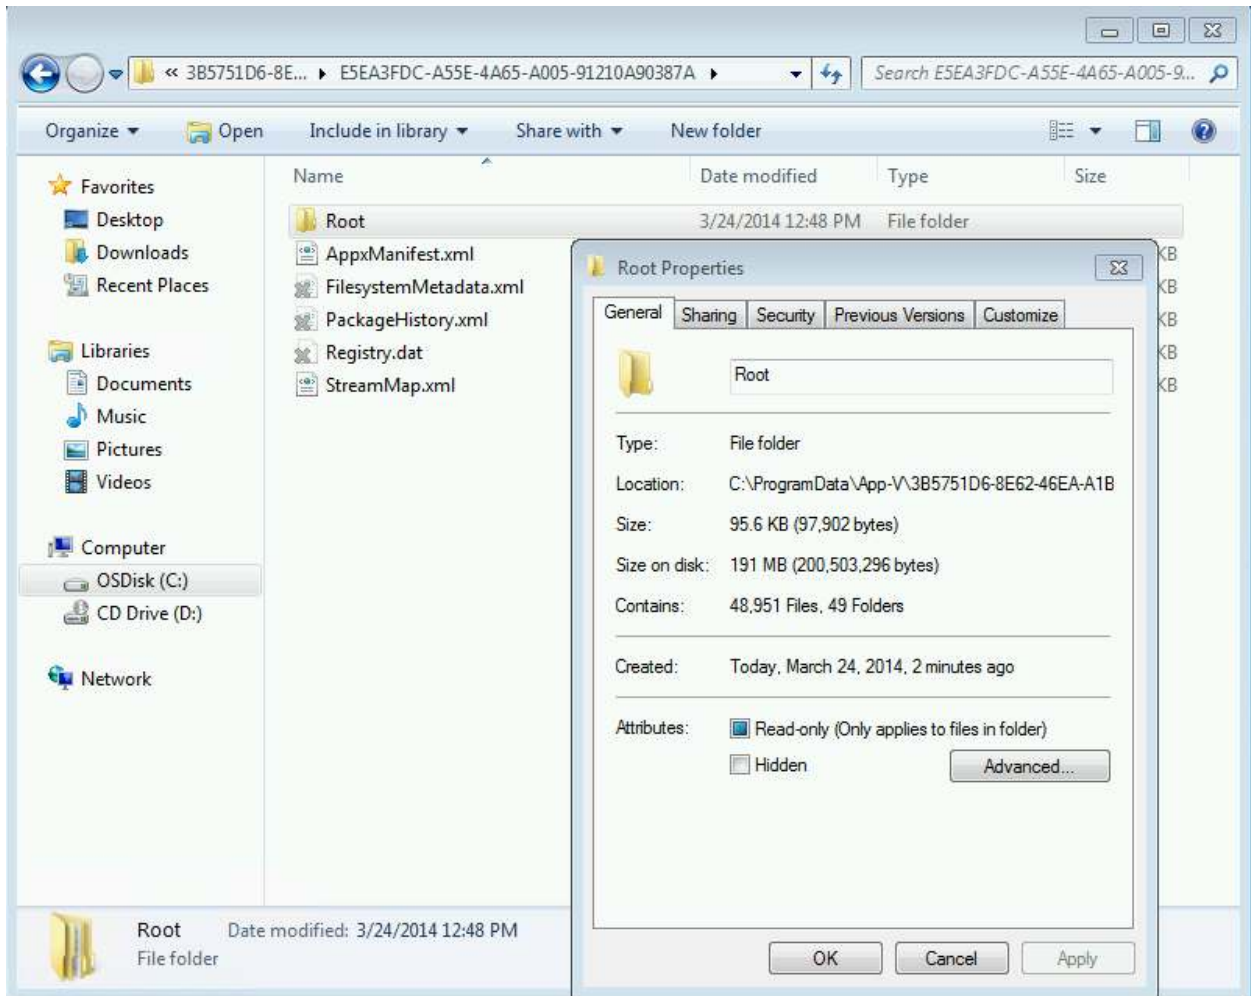 « 3B5751D6-8E... ▸ E5EA3FDC-A55E-4A65-A005-91210A90387A ▸
Search E5EA3FDC-A55E-4A65-A005-9...
Organize Open Include in library Share with New folder
Name Date modified Type Size
Favorites
Desktop
Downloads
Recent Places
Libraries
Documents
Music
Pictures
Videos
Computer
OSDisk (C:)
CD Drive (D:)
Network
Root 3/24/2014 12:48 PM File folder
AppxManifest.xml KB
FilesystemMetadata.xml KB
PackageHistory.xml KB
Registry.dat KB
StreamMap.xml KB
Root Properties
General Sharing Security Previous Versions Customize
Root
Type: File folder
Location: C:\ProgramData\App-V\3B5751D6-8E62-46EA-A1B
Size: 95.6 KB (97,902 bytes)
Size on disk: 191 MB (200,503,296 bytes)
Contains: 48,951 Files, 49 Folders
Created: Today, March 24, 2014, 2 minutes ago
Attributes: Read-only (Only applies to files in folder)
Hidden Advanced...
OK Cancel Apply
Root Date modified: 3/24/2014 12:48 PM
File folder